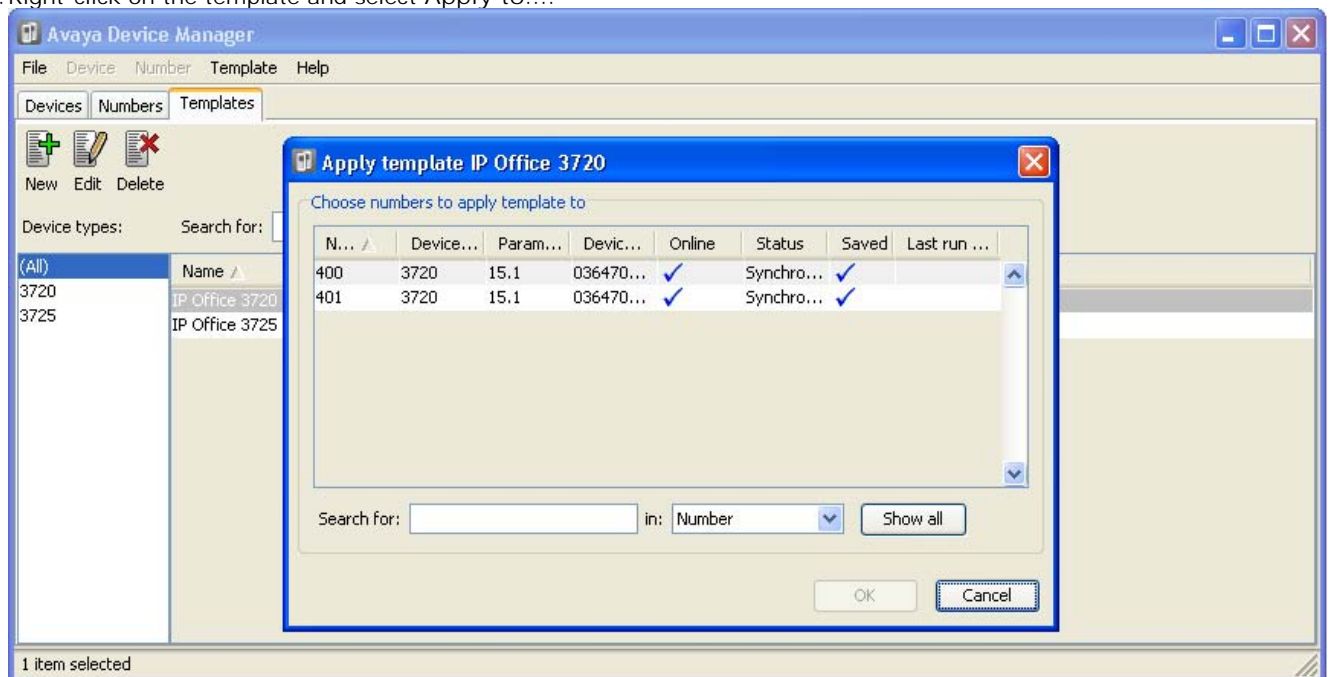 . Right-click on the template and select Apply to....
Avaya Device Manager
File Device Number Template Help
Devices Numbers Templates
New Edit Delete
Device types: Search for:
(All)
3720
3725
Name
IP Office 3720
IP Office 3725
Apply template IP Office 3720
Choose numbers to apply template to
N... Device... Param... Devic... Online Status Saved Last run ...
400 3720 15.1 036470... Synchro...
401 3720 15.1 036470... Synchro...
Search for: in: Number Show all
OK Cancel
1 item selected